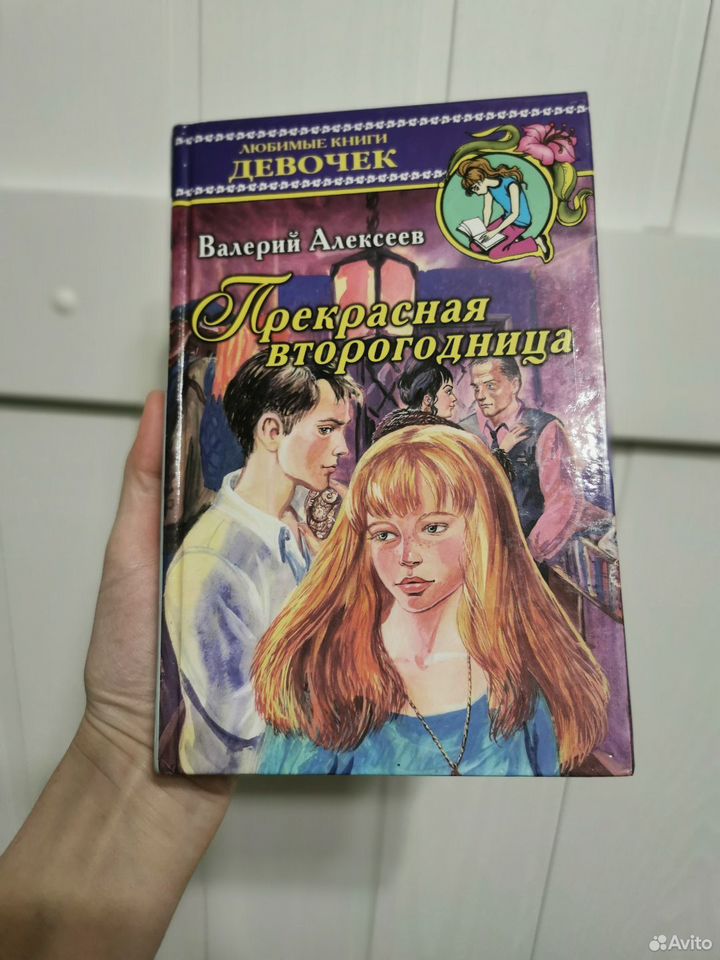 ЛЮБИМЫЕ КНИГИ
ДЕВОЧЕК
Валерий Алексеев
Прекрасная
второгодница
Avito